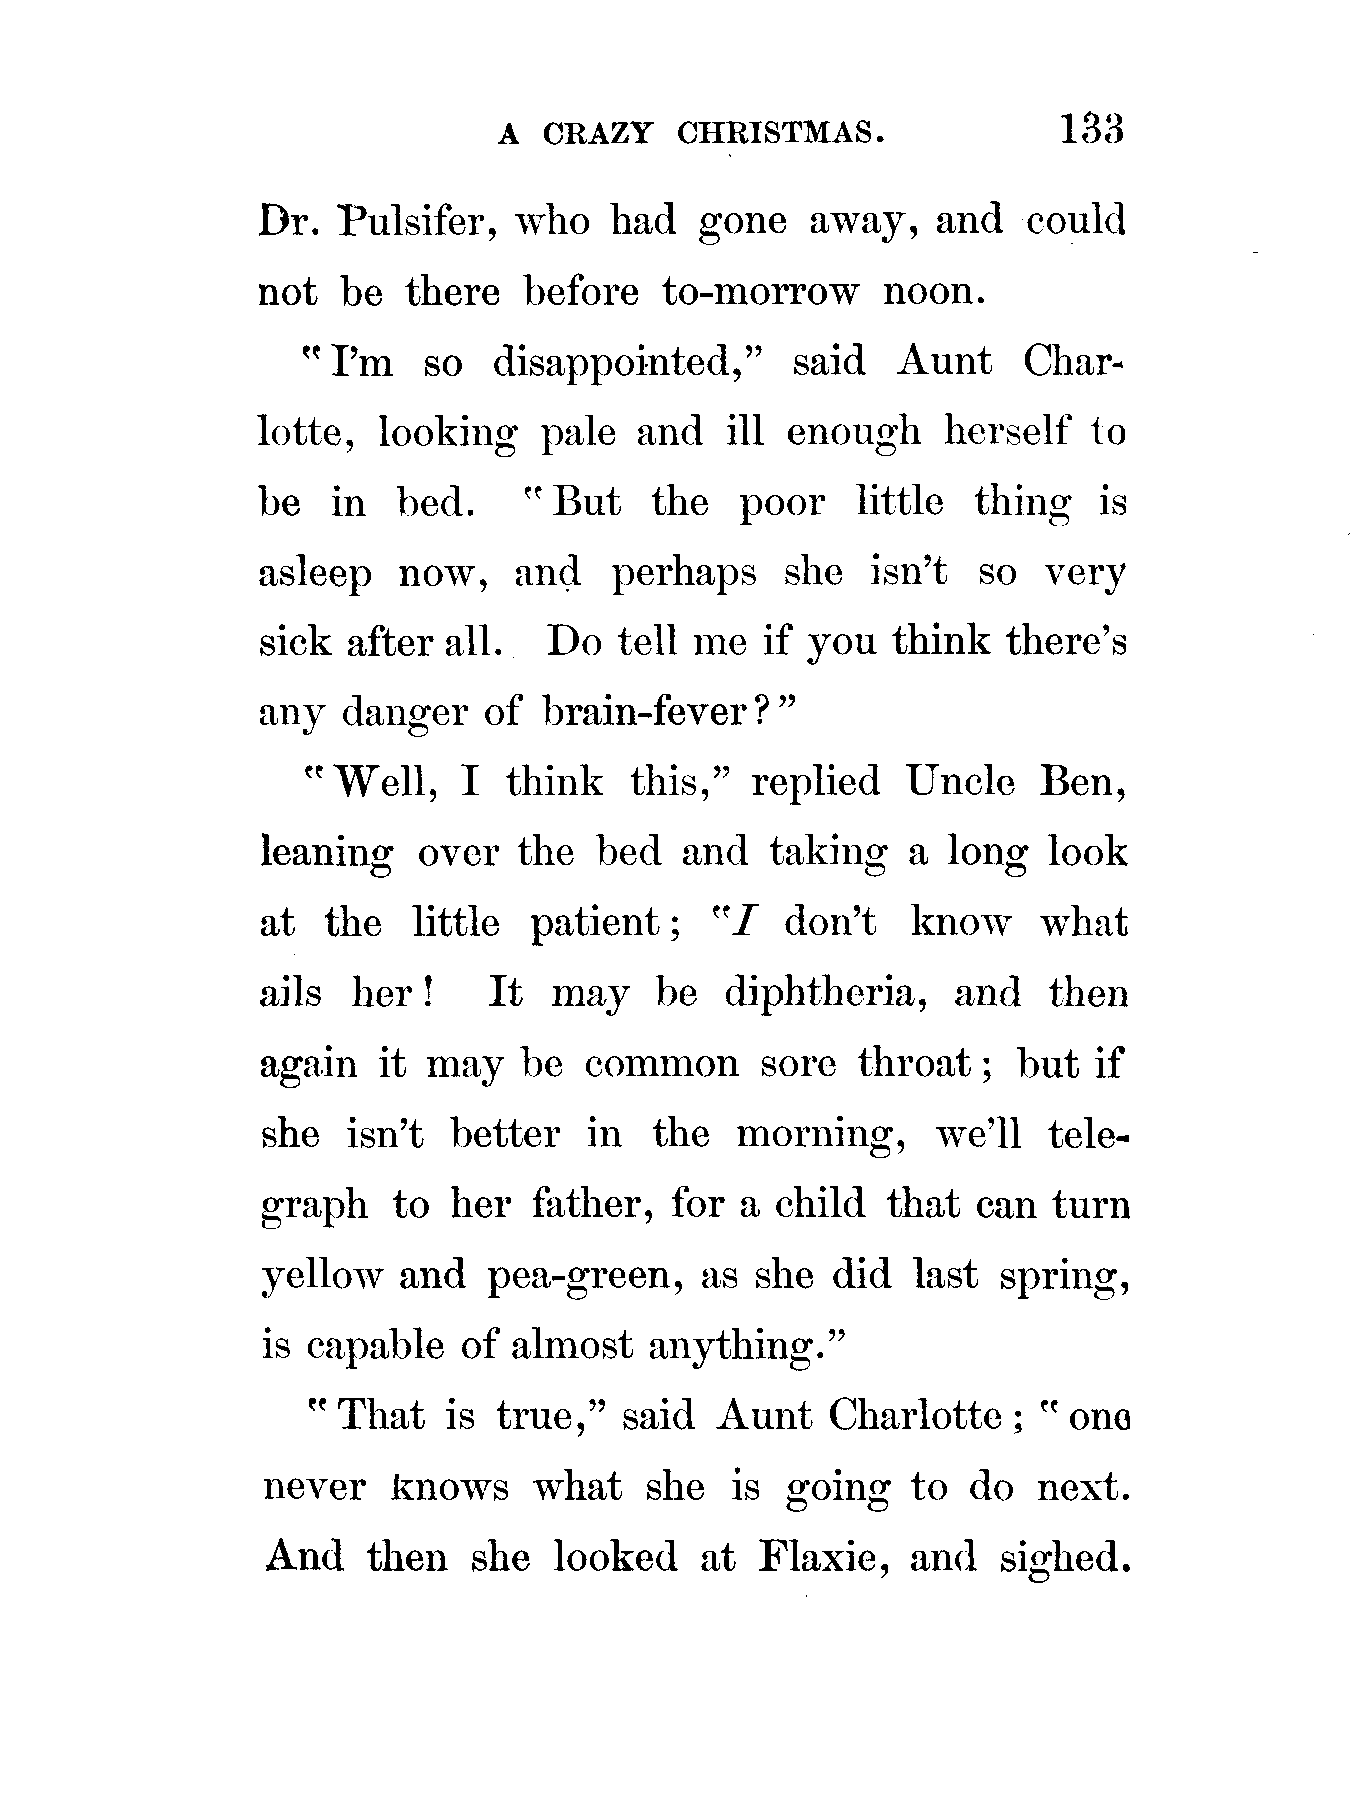 A CRAZY CHRISTMAS. 133
Dr. Pulsifer, who had gone away, and could
not be there before to-morrow noon.
"I'm so disappointed," said Aunt Char-
lotte, looking pale and ill enough herself to
be in bed. "But the poor little thing is
asleep now, and perhaps she isn't so very
sick after all. Do tell me if you think there's
any danger of brain-fever?"
"Well, I think this," replied Uncle Ben,
leaning over the bed and taking a long look
at the little patient; "I don't know what
ails her! It may be diphtheria, and then
again it may be common sore throat; but if
she isn't better in the morning, we'll tele-
graph to her father, for a child that can turn
yellow and pea-green, as she did last spring,
is capable of almost anything."
"That is true," said Aunt Charlotte; "one
never knows what she is going to do next.
And then she looked at Flaxie, and sighed.